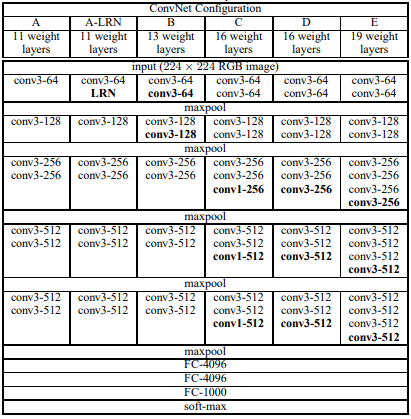 ConvNet Configuration
A A-LRN B C D E
11 weight 11 weight 13 weight 16 weight 16 weight 19 weight
layers layers layers layers layers layers
input (224 × 224 RGB image)
conv3-64 conv3-64 conv3-64 conv3-64 conv3-64 conv3-64
LRN conv3-64 conv3-64 conv3-64 conv3-64
maxpool
conv3-128 conv3-128 conv3-128 conv3-128 conv3-128 conv3-128
conv3-128 conv3-128 conv3-128 conv3-128
maxpool
conv3-256 conv3-256 conv3-256 conv3-256 conv3-256 conv3-256
conv3-256 conv3-256 conv3-256 conv3-256 conv3-256 conv3-256
conv1-256 conv3-256 conv3-256
conv3-256
maxpool
conv3-512 conv3-512 conv3-512 conv3-512 conv3-512 conv3-512
conv3-512 conv3-512 conv3-512 conv3-512 conv3-512 conv3-512
conv1-512 conv3-512 conv3-512
conv3-512
maxpool
conv3-512 conv3-512 conv3-512 conv3-512 conv3-512 conv3-512
conv3-512 conv3-512 conv3-512 conv3-512 conv3-512 conv3-512
conv1-512 conv3-512 conv3-512
conv3-512
maxpool
FC-4096
FC-4096
FC-1000
soft-max